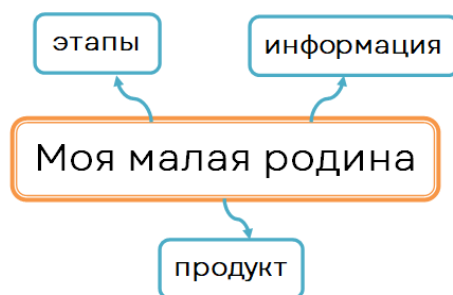 этапы
информация
Моя малая родина
продукт